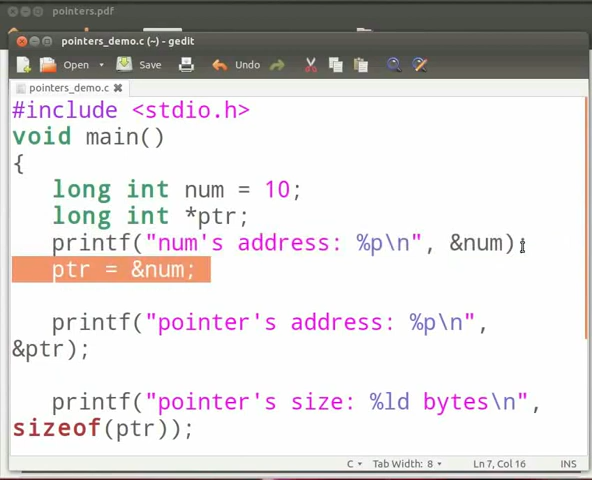 pointers.pdf
pointers_demo.c (~) - gedit
Open Save Undo
pointers_demo.c
#include <stdio.h>
void main()
{
long int num = 10;
long int *ptr;
printf("num's address: %p\n", &num);
ptr = &num;
printf("pointer's address: %p\n",
&ptr);
printf("pointer's size: %ld bytes\n",
sizeof(ptr));
C Tab Width: 8 Ln 7, Col 16 INS